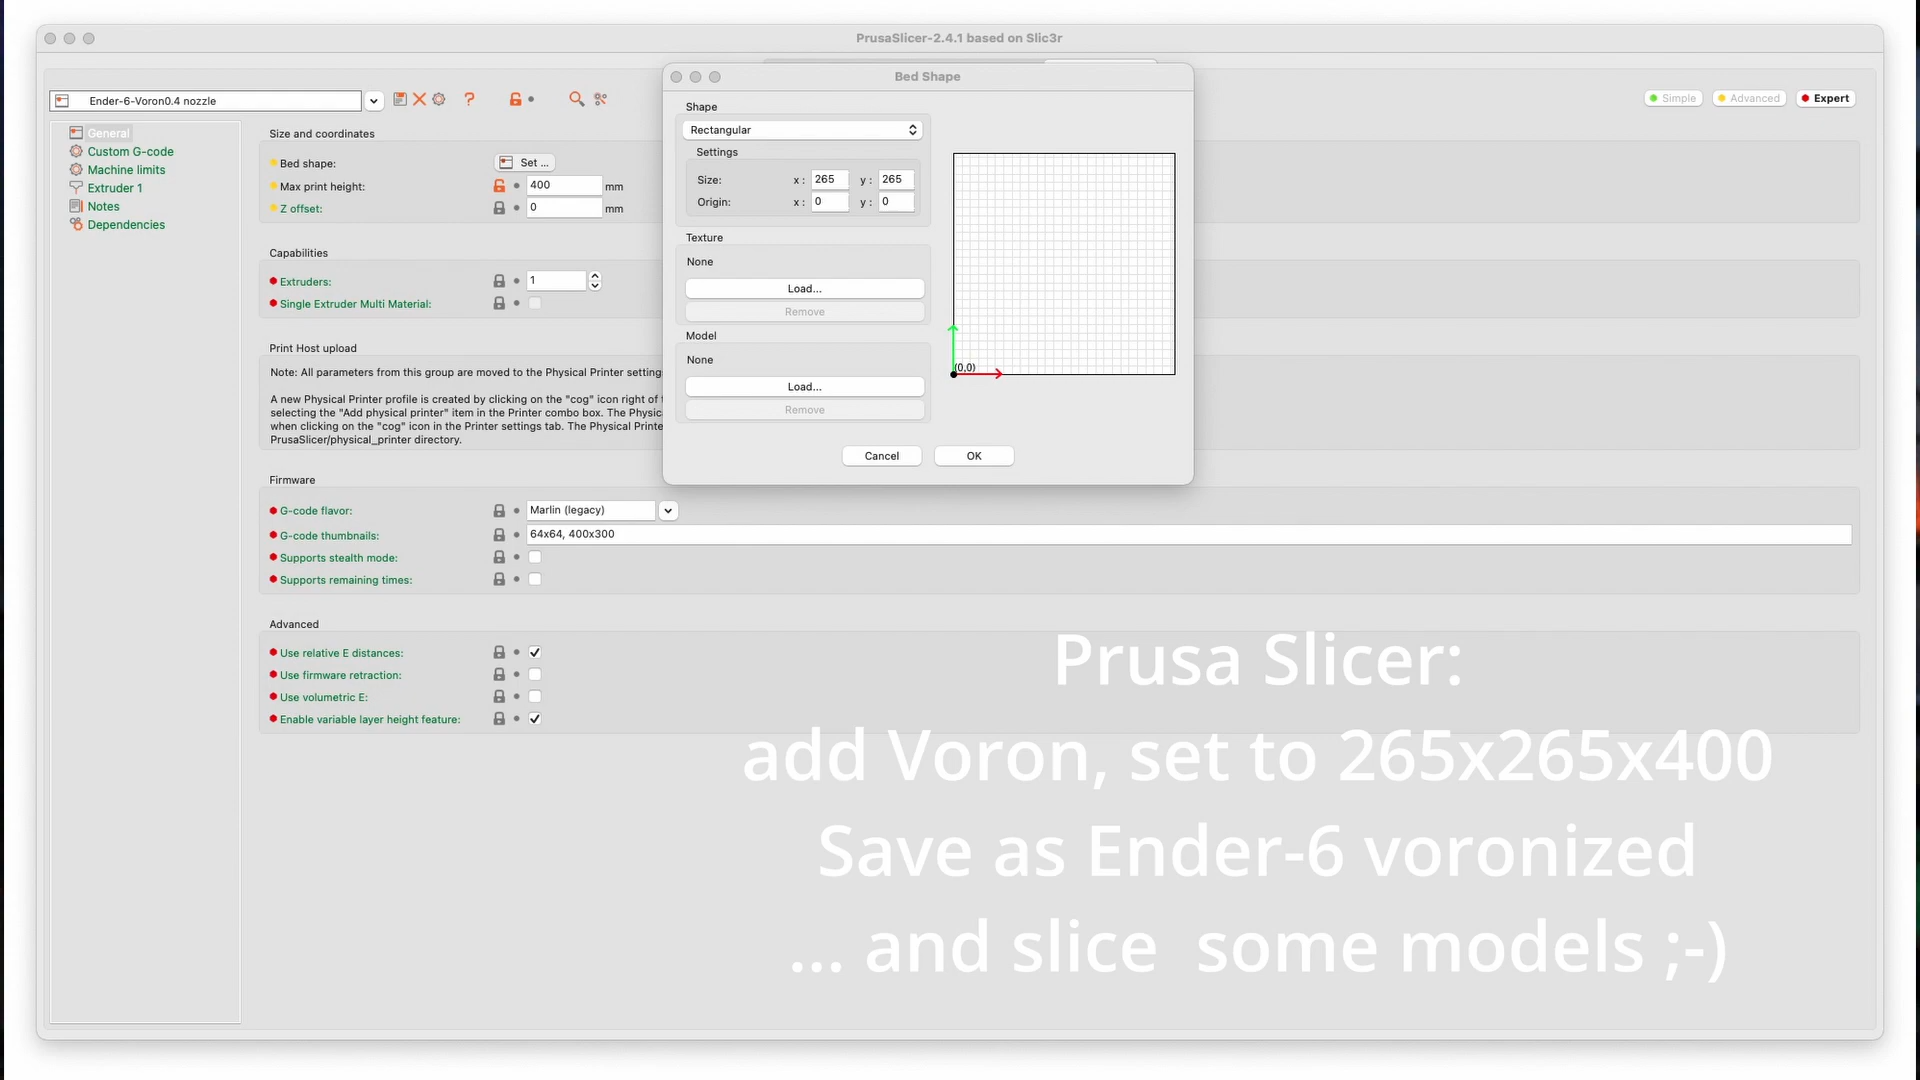 PrusaSlicer-2.4.1 based on Slic3r
Bed Shape
Ender-6-Voron0.4 nozzle
?
Simple
Advanced
Expert
General
Custom G-code
Machine limits
Extruder 1
Notes
Dependencies
Size and coordinates
Bed shape:
Set ...
Max print height:
400
mm
Z offset:
0
mm
Capabilities
Extruders:
1
Single Extruder Multi Material:
Print Host upload
Note: All parameters from this group are moved to the Physical Printer setting
A new Physical Printer profile is created by clicking on the "cog" icon right of
selecting the "Add physical printer" item in the Printer combo box. The Physic
when clicking on the "cog" icon in the Printer settings tab. The Physical Printe
PrusaSlicer/physical_printer directory.
Firmware
G-code flavor:
Marlin (legacy)
G-code thumbnails:
64x64, 400x300
Supports stealth mode:
Supports remaining times:
Advanced
Use relative E distances:
Use firmware retraction:
Use volumetric E:
Enable variable layer height feature:
Shape
Rectangular
Settings
Size:
x :
265
y :
265
Origin:
x :
0
y :
0
Texture
None
Load...
Remove
Model
None
Load...
Remove
(0,0)
Cancel
OK
Prusa Slicer:
add Voron, set to 265x265x400
Save as Ender-6 voronized
... and slice  some models ;-)